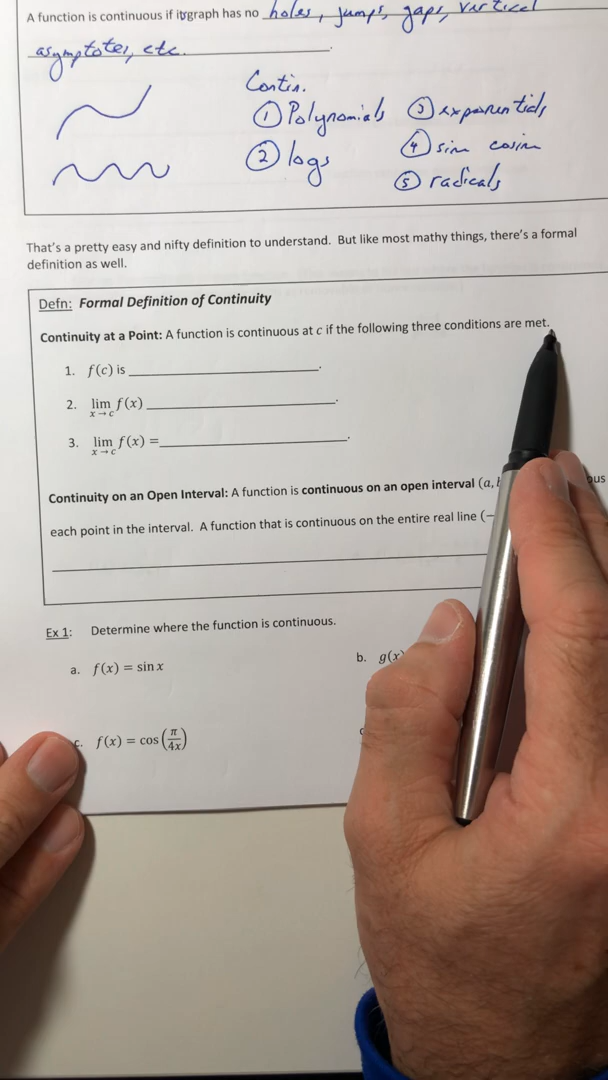 A function is continuous if its graph has no holes, jumps, gaps, vertical
asymptotes, etc.
Contin.
① Polynomials ③ exponentials
② logs ④ sin cosin
⑤ radicals
That's a pretty easy and nifty definition to understand. But like most mathy things, there's a formal
definition as well.
Defn: Formal Definition of Continuity
Continuity at a Point: A function is continuous at c if the following three conditions are met.
1. f(c) is ____________________.
2. lim f(x) ____________________.
x→c
3. lim f(x) = ____________________.
x→c
Continuity on an Open Interval: A function is continuous on an open interval (a,
each point in the interval. A function that is continuous on the entire real line (−
Ex 1: Determine where the function is continuous.
a. f(x) = sin x b. g(x)
c. f(x) = cos(π/4x)